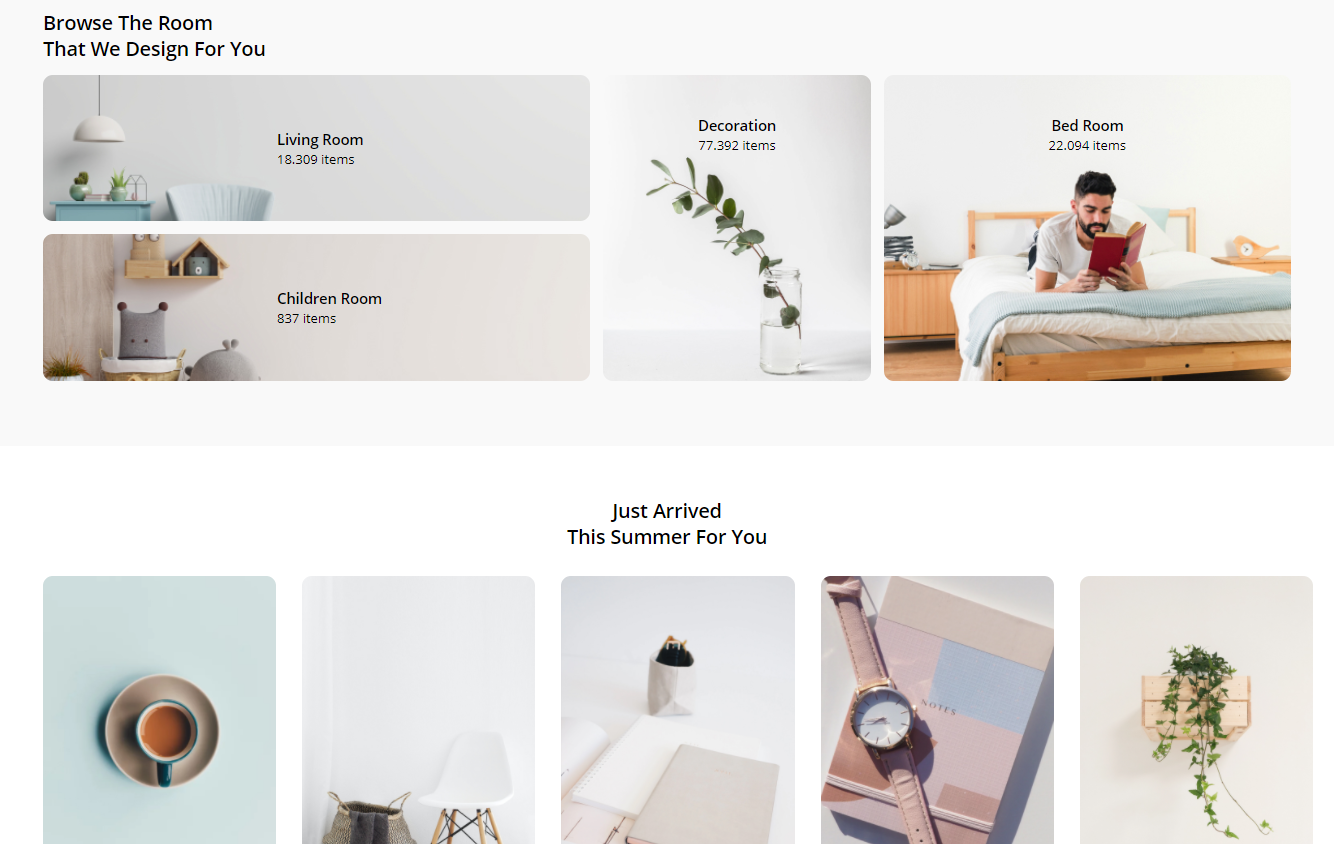 Browse The Room
That We Design For You
Living Room
18.309 items
Children Room
837 items
Decoration
77.392 items
Bed Room
22.094 items
Just Arrived
This Summer For You
NOTES